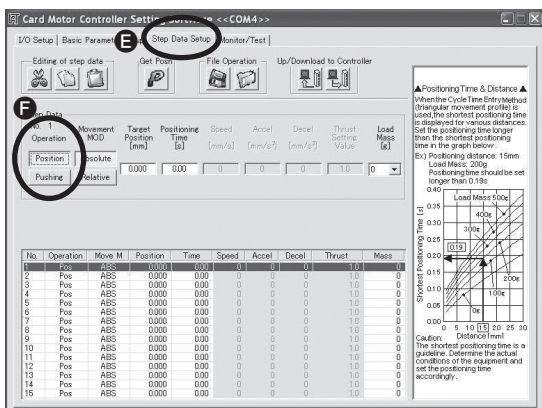 Card Motor Controller Setting Software <<COM4>>
I/O Setup Basic Paramet Step Data Setup Monitor/Test
E
Editing of step data Get Posn File Operation Up/Download to Controller
F
Step Data
No. 1
Operation Movement MOD Target Position [mm] Positioning Time [s] Speed [mm/s] Accel [mm/s²] Decel [mm/s²] Thrust Setting Value Load Mass [g]
Position Absolute
0.000 0.00 0 0 0 1.0 0
Pushing Relative
No. Operation Move M Position Time Speed Accel Decel Thrust Mass
1 Pos ABS 0.000 0.00 0 0 0 1.0 0
2 Pos ABS 0.000 0.00 0 0 0 1.0 0
3 Pos ABS 0.000 0.00 0 0 0 1.0 0
4 Pos ABS 0.000 0.00 0 0 0 1.0 0
5 Pos ABS 0.000 0.00 0 0 0 1.0 0
6 Pos ABS 0.000 0.00 0 0 0 1.0 0
7 Pos ABS 0.000 0.00 0 0 0 1.0 0
8 Pos ABS 0.000 0.00 0 0 0 1.0 0
9 Pos ABS 0.000 0.00 0 0 0 1.0 0
10 Pos ABS 0.000 0.00 0 0 0 1.0 0
11 Pos ABS 0.000 0.00 0 0 0 1.0 0
12 Pos ABS 0.000 0.00 0 0 0 1.0 0
13 Pos ABS 0.000 0.00 0 0 0 1.0 0
14 Pos ABS 0.000 0.00 0 0 0 1.0 0
15 Pos ABS 0.000 0.00 0 0 0 1.0 0
▲Positioning Time & Distance▲
When the Cycle Time Entry Method
(triangular movement profile) is
used,the shortest positioning time
is displayed for various distances.
Set the positioning time longer
than the shortest positioning
time in the graph below.
Ex) Positioning distance: 15mm
Load Mass: 200g
Positioning time should be set
longer than 0.19s
Shortest Positioning Time [s]
0.40
0.35
0.30
0.25
0.20
0.15
0.10
0.05
0.00
0.19
Load Mass 500g
400g
300g
200g
100g
0g
0 5 10 15 20 25 30
Distance [mm]
Caution:
The shortest positioning time is a
guideline. Determine the actual
conditions of the equipment and
set the positioning time
accordingly.